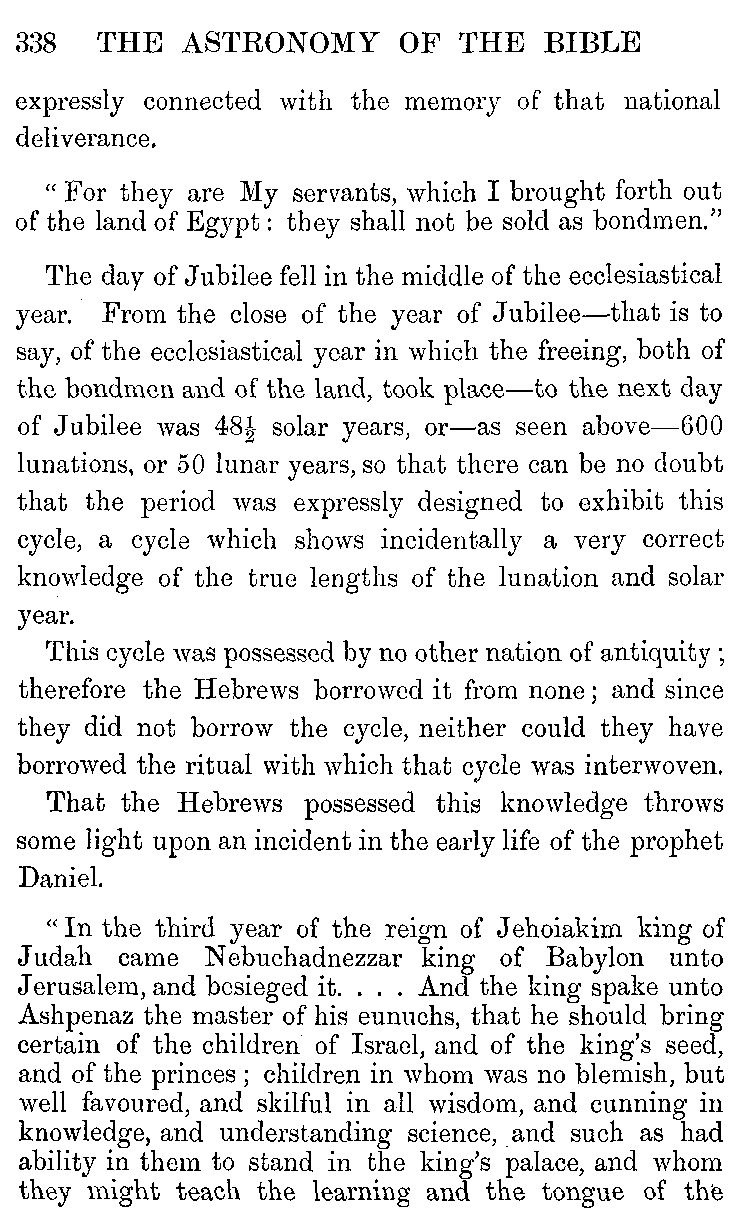 338 THE ASTRONOMY OF THE BIBLE
expressly connected with the memory of that national
deliverance.
“ For they are My servants, which I brought forth out
of the land of Egypt : they shall not be sold as bondmen.”
The day of Jubilee fell in the middle of the ecclesiastical
year. From the close of the year of Jubilee—that is to
say, of the ecclesiastical year in which the freeing, both of
the bondmen and of the land, took place—to the next day
of Jubilee was 48½ solar years, or—as seen above—600
lunations, or 50 lunar years, so that there can be no doubt
that the period was expressly designed to exhibit this
cycle, a cycle which shows incidentally a very correct
knowledge of the true lengths of the lunation and solar
year.
This cycle was possessed by no other nation of antiquity ;
therefore the Hebrews borrowed it from none ; and since
they did not borrow the cycle, neither could they have
borrowed the ritual with which that cycle was interwoven.
That the Hebrews possessed this knowledge throws
some light upon an incident in the early life of the prophet
Daniel.
“ In the third year of the reign of Jehoiakim king of
Judah came Nebuchadnezzar king of Babylon unto
Jerusalem, and besieged it. . . . And the king spake unto
Ashpenaz the master of his eunuchs, that he should bring
certain of the children of Israel, and of the king's seed,
and of the princes ; children in whom was no blemish, but
well favoured, and skilful in all wisdom, and cunning in
knowledge, and understanding science, and such as had
ability in them to stand in the king's palace, and whom
they might teach the learning and the tongue of the